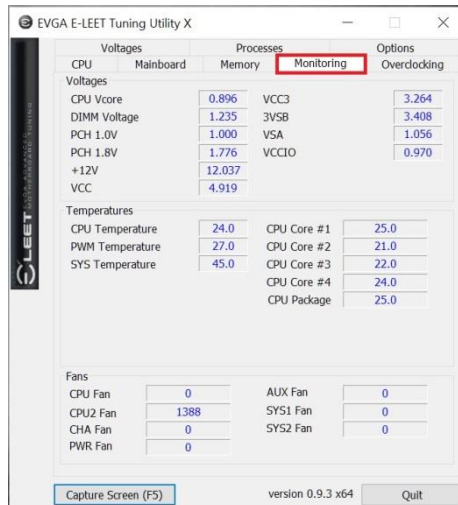 EVGA E-LEET Tuning Utility X
Voltages Processes Options
CPU Mainboard Memory Monitoring Overclocking
Voltages
CPU Vcore 0.896 VCC3 3.264
DIMM Voltage 1.235 3VSB 3.408
PCH 1.0V 1.000 VSA 1.056
PCH 1.8V 1.776 VCCIO 0.970
+12V 12.037
VCC 4.919
Temperatures
CPU Temperature 24.0 CPU Core #1 25.0
PWM Temperature 27.0 CPU Core #2 21.0
SYS Temperature 45.0 CPU Core #3 22.0
CPU Core #4 24.0
CPU Package 25.0
Fans
CPU Fan 0 AUX Fan 0
CPU2 Fan 1388 SYS1 Fan 0
CHA Fan 0 SYS2 Fan 0
PWR Fan 0
Capture Screen (F5) version 0.9.3 x64 Quit
ELEET
EVGA ADVANCED
MOTHERBOARD TUNING